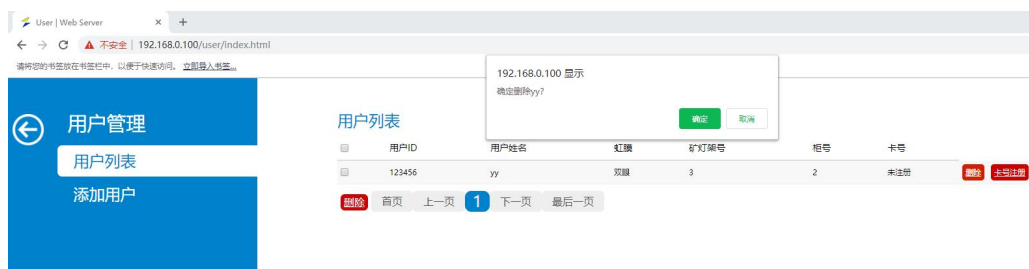 User | Web Server
不安全 | 192.168.0.100/user/index.html
请将您的书签放在书签栏中，以便于快速访问。 立即导入书签...
192.168.0.100 显示
确定删除yy?
确定 取消
用户管理
用户列表
添加用户
用户列表
用户ID 用户姓名 虹膜 矿灯架号 柜号 卡号
123456 yy 双眼 3 2 未注册 删除 卡号注册
删除 首页 上一页 1 下一页 最后一页